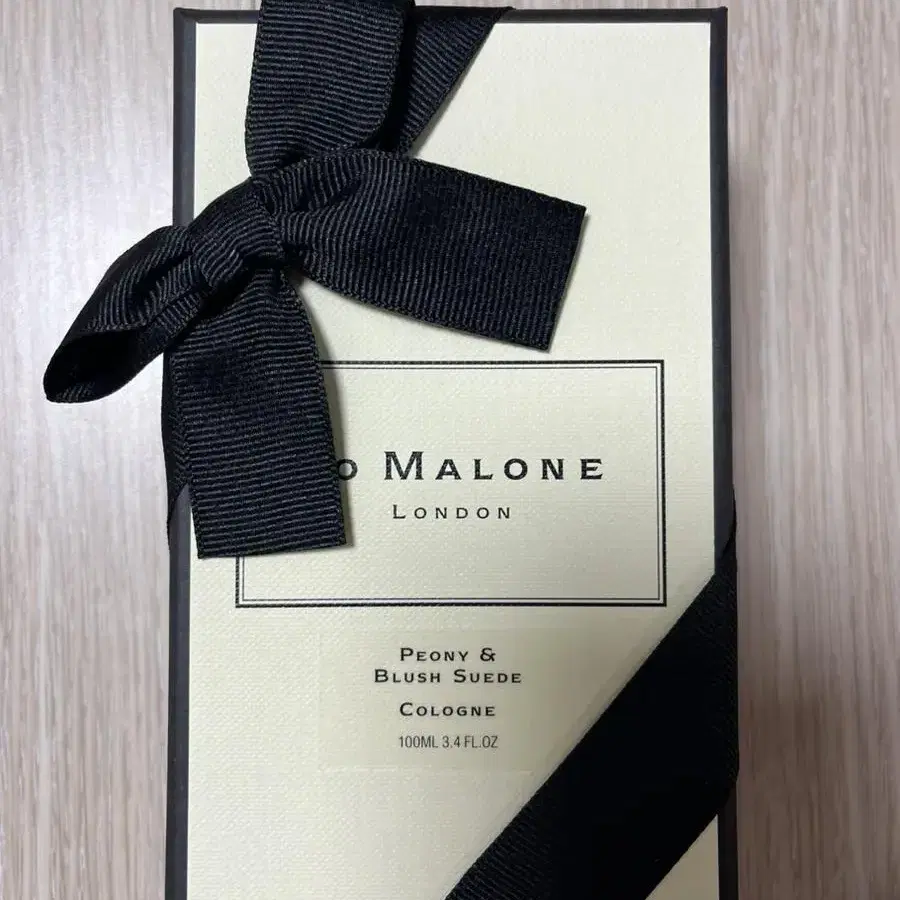 o Malone
London
Peony &
Blush Suede
Cologne
100ML 3.4 FL.OZ